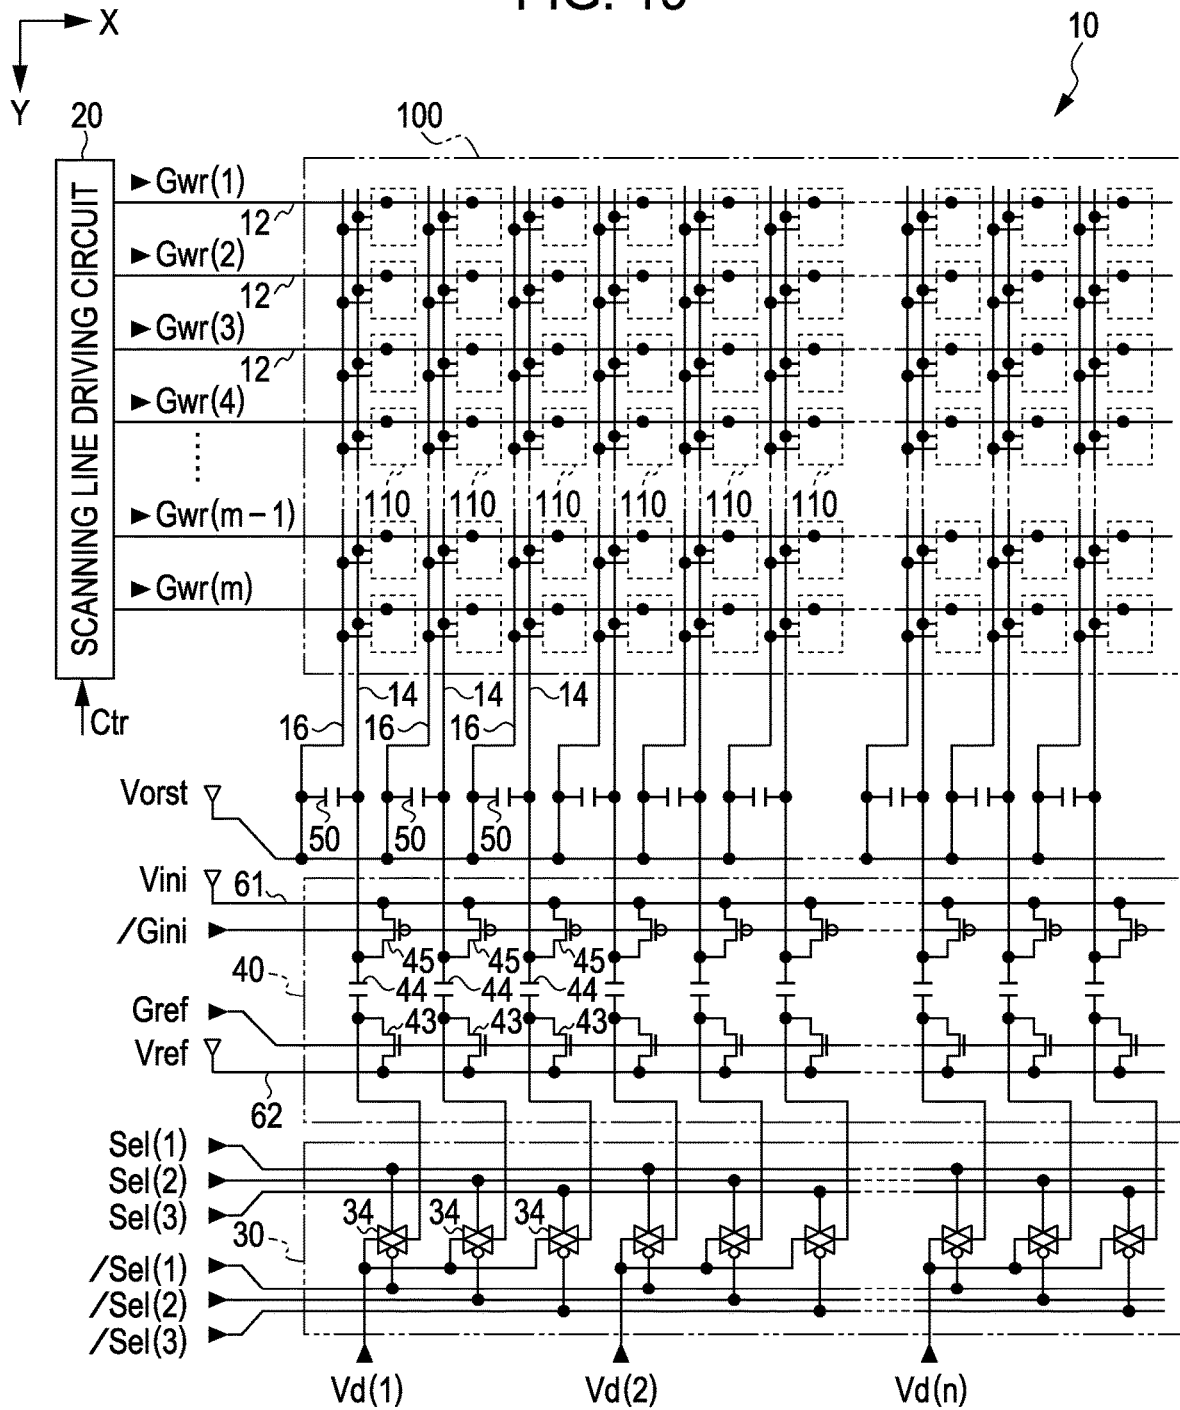 X
10
Y
20
100
SCANNING LINE DRIVING CIRCUIT
Gwr(1)
12
Gwr(2)
12
Gwr(3)
12
Gwr(4)
110 110 110 110 110 110
Gwr(m-1)
Gwr(m)
Ctr
14 14 14
16 16 16
Vorst
50 50 50
Vini
61
/Gini
45 45 45
40
44 44 44
Gref
43 43 43
Vref
62
Sel(1)
Sel(2)
Sel(3)
34 34 34
30
/Sel(1)
/Sel(2)
/Sel(3)
Vd(1) Vd(2) Vd(n)